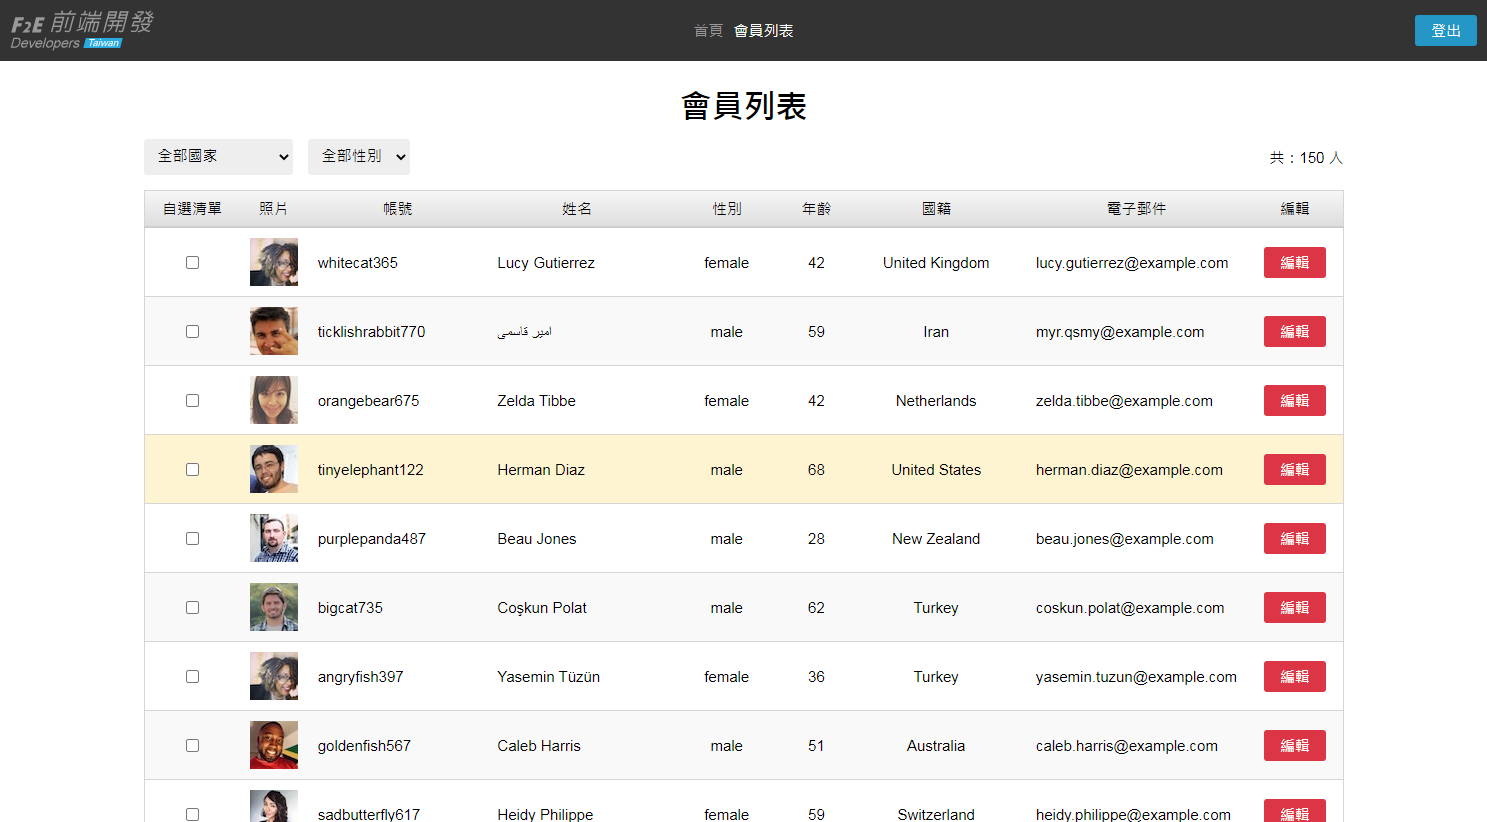 F2E 前端開發
Developers Taiwan
首頁 會員列表
登出
會員列表
全部國家 全部性別 共：150 人
自選清單 照片 帳號 姓名 性別 年齡 國籍 電子郵件 編輯
whitecat365 Lucy Gutierrez female 42 United Kingdom lucy.gutierrez@example.com 編輯
ticklishrabbit770 امیر قاسمی male 59 Iran myr.qsmy@example.com 編輯
orangebear675 Zelda Tibbe female 42 Netherlands zelda.tibbe@example.com 編輯
tinyelephant122 Herman Diaz male 68 United States herman.diaz@example.com 編輯
purplepanda487 Beau Jones male 28 New Zealand beau.jones@example.com 編輯
bigcat735 Coşkun Polat male 62 Turkey coskun.polat@example.com 編輯
angryfish397 Yasemin Tüzün female 36 Turkey yasemin.tuzun@example.com 編輯
goldenfish567 Caleb Harris male 51 Australia caleb.harris@example.com 編輯
sadbutterfly617 Heidy Philippe female 59 Switzerland heidy.philippe@example.com 編輯